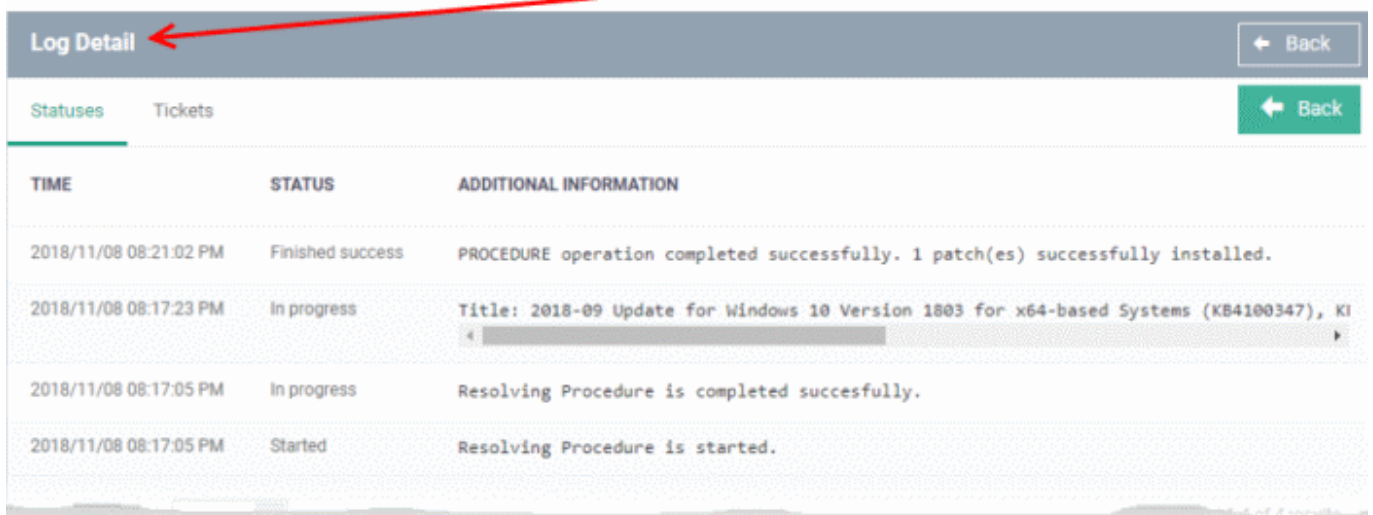 Log Detail
Back
Statuses Tickets
Back
TIME STATUS ADDITIONAL INFORMATION
2018/11/08 08:21:02 PM Finished success PROCEDURE operation completed successfully. 1 patch(es) successfully installed.
2018/11/08 08:17:23 PM In progress Title: 2018-09 Update for Windows 10 Version 1803 for x64-based Systems (KB4100347),
2018/11/08 08:17:05 PM In progress Resolving Procedure is completed succesfully.
2018/11/08 08:17:05 PM Started Resolving Procedure is started.